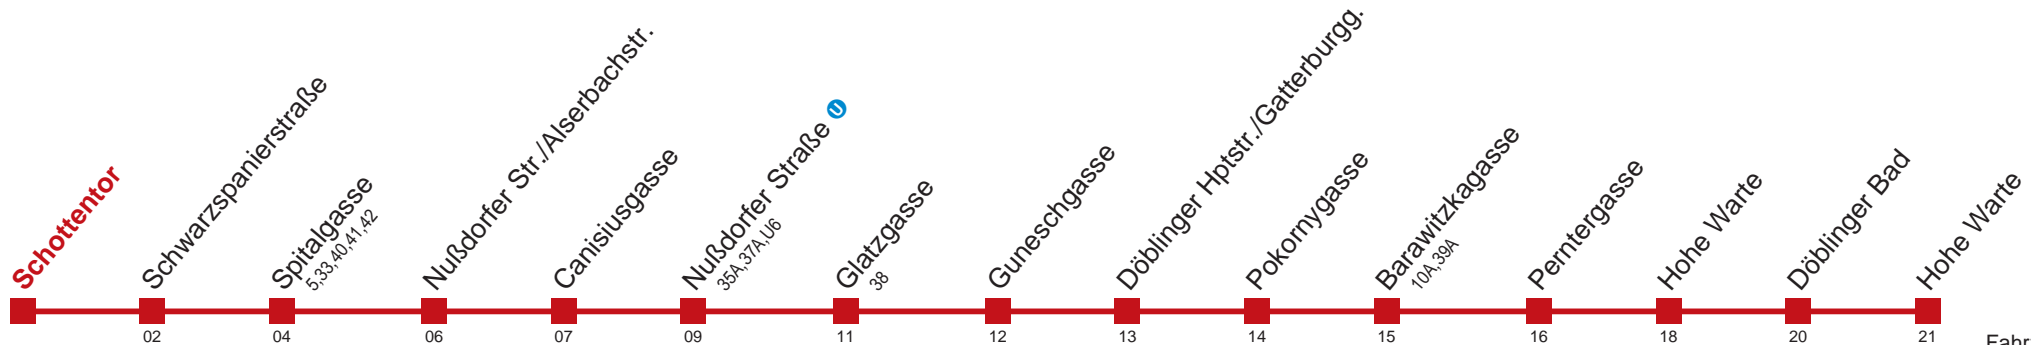 Schottentor
Schwarzspanierstraße
02
Spitalgasse
5,33,40,41,42
04
Nußdorfer Str./Alserbachstr.
06
Canisiusgasse
07
Nußdorfer Straße U
35A,37A,U6
09
Glatzgasse
38
11
Guneschgasse
12
Döblinger Hptstr./Gatterburgg.
13
Pokornygasse
14
Barawitzkagasse
10A,39A
15
Perntergasse
16
Hohe Warte
18
Döblinger Bad
20
Hohe Warte
21
Fahr